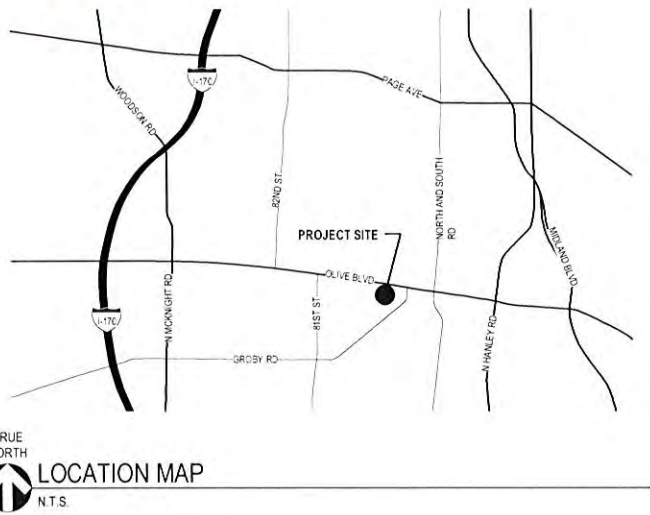 I-170
WOODSON RD
PAGE AVE
82ND ST.
NORTH AND SOUTH
RD
PROJECT SITE
MIDLAND BLVD
N MCKNIGHT RD
OLIVE BLVD
81ST ST.
I-170
N HANLEY RD
GROBY RD
RUE
ORTH
LOCATION MAP
N.T.S.